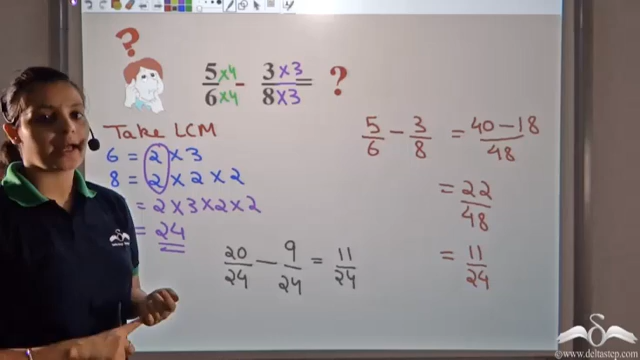 ?
5×4/6×4 - 3×3/8×3 = ?
Take LCM
6 = 2 × 3
8 = 2 × 2 × 2
= 2 × 3 × 2 × 2
= 24
20/24 - 9/24 = 11/24
5/6 - 3/8 = 40 - 18/48
= 22/48
= 11/24
© www.deltastep.com